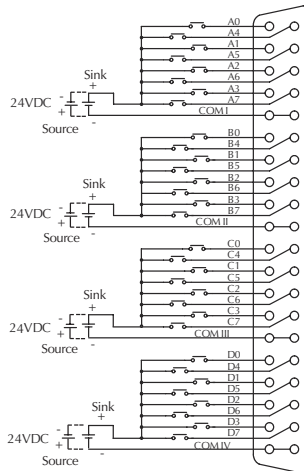 A0
A4
A1
A5
A2
A6
A3
A7
COM I
Sink
+
24VDC
-
+
Source
-
B0
B4
B1
B5
B2
B6
B3
B7
COM II
Sink
+
24VDC
-
+
Source
-
C0
C4
C1
C5
C2
C6
C3
C7
COM III
Sink
+
24VDC
-
+
Source
-
D0
D4
D1
D5
D2
D6
D3
D7
COM IV
Sink
+
24VDC
-
+
Source
-